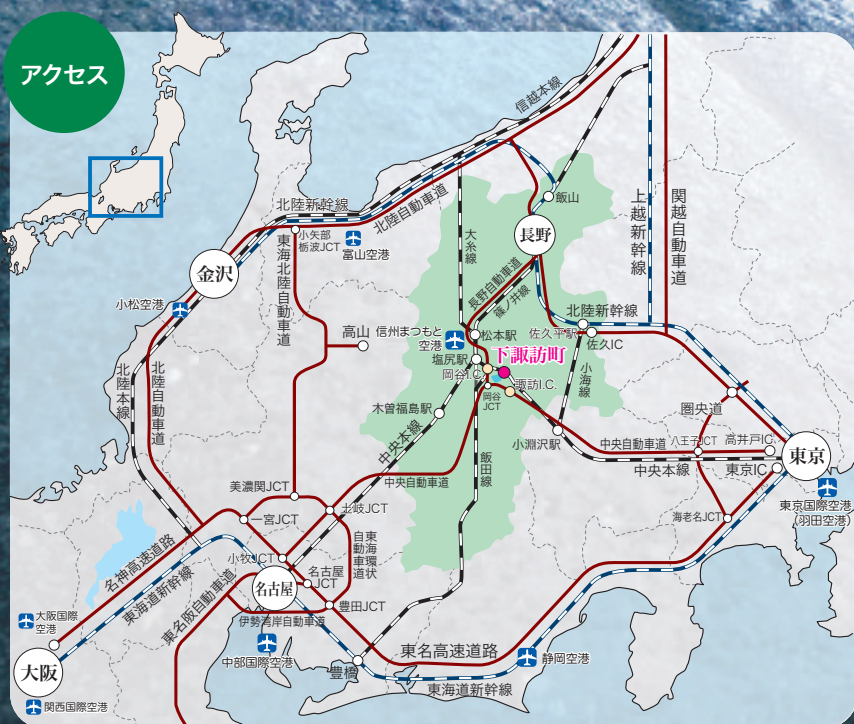 アクセス
信越本線
飯山
北陸新幹線
北陸自動車道
小矢部
栃波JCT
富山空港
大糸線
長野
上越新幹線
関越自動車道
金沢
東海北陸自動車道
小松空港
長野自動車道
篠ノ井線
北陸新幹線
高山
信州まつもと
空港
松本駅
佐久平駅
佐久IC
塩尻駅
下諏訪町
岡谷I.C.
諏訪I.C.
岡谷
JCT
小海線
北陸本線
北陸自動車道
木曽福島駅
中央本線
小淵沢駅
圏央道
中央自動車道
八王子JCT
高井戸IC
東京
中央本線
東京IC
飯田線
中央自動車道
美濃関JCT
土岐JCT
一宮JCT
東京国際空港
(羽田空港)
海老名JCT
東海環状
自動車道
名神高速道路
小牧JCT
名古屋
名古屋
JCT
東海道新幹線
東名阪自動車道
豊田JCT
伊勢湾岸自動車道
大阪国際
空港
中部国際空港
豊橋
東名高速道路
静岡空港
大阪
東海道新幹線
関西国際空港